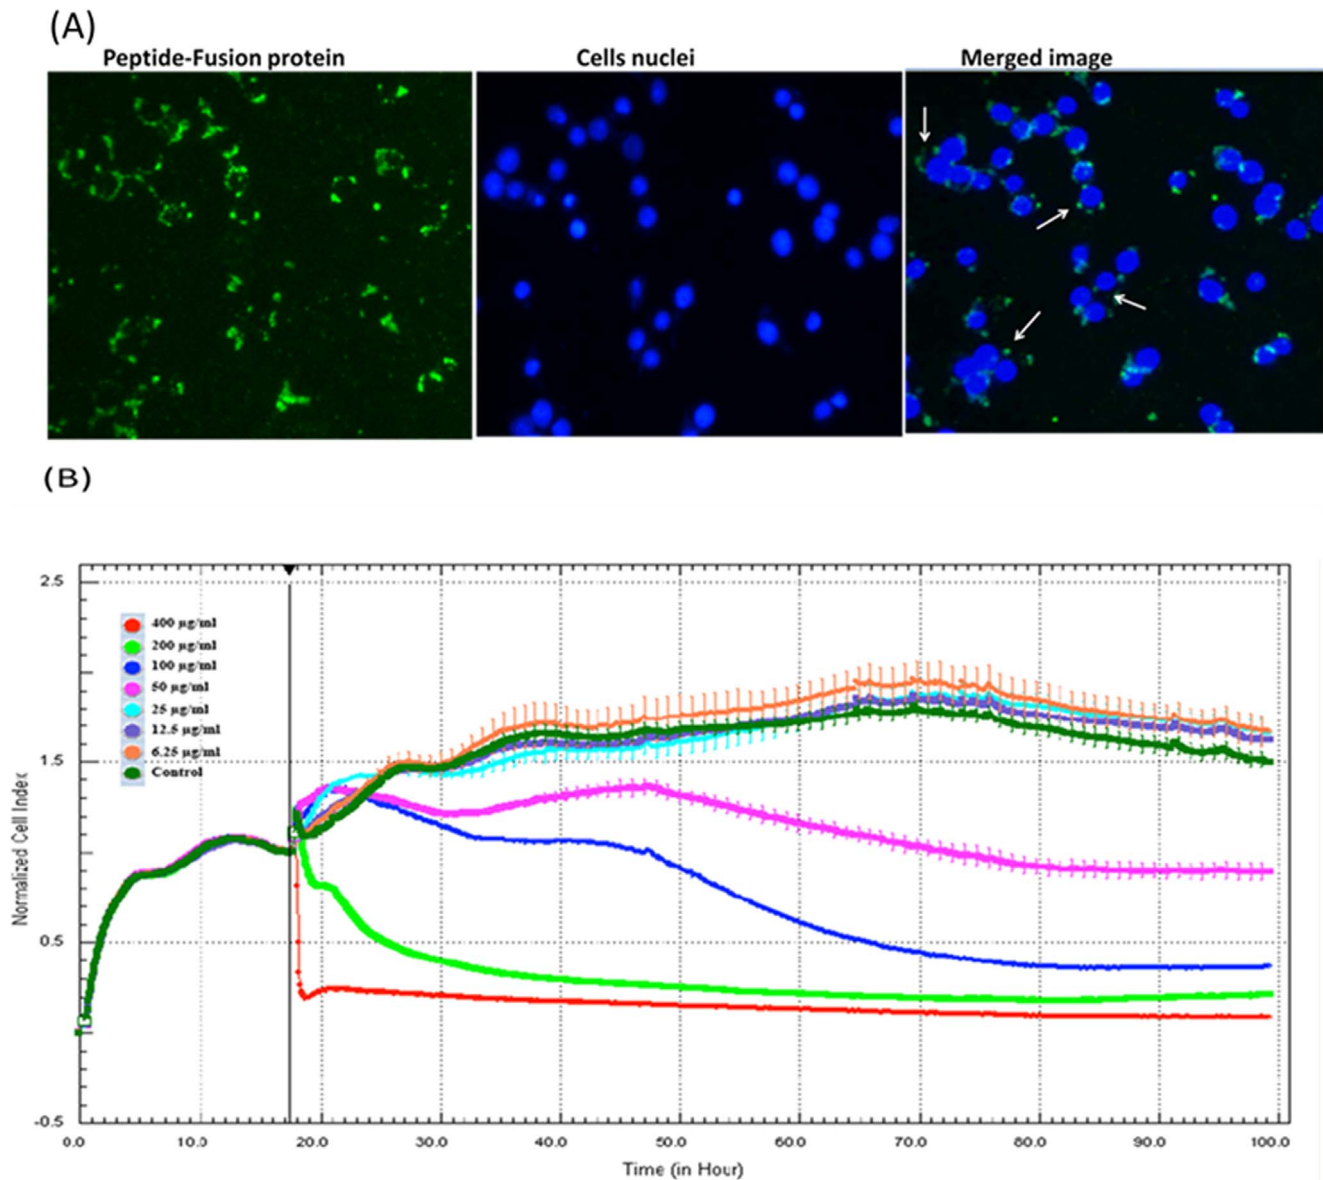 (A)
Peptide-Fusion protein
Cells nuclei
Merged image
(B)
2.5
1.5
0.5
-0.5
400 µg/ml
200 µg/ml
100 µg/ml
50 µg/ml
25 µg/ml
12.5 µg/ml
6.25 µg/ml
Control
Normalized Cell Index
0.0 10.0 20.0 30.0 40.0 50.0 60.0 70.0 80.0 90.0 100.0
Time (in Hour)